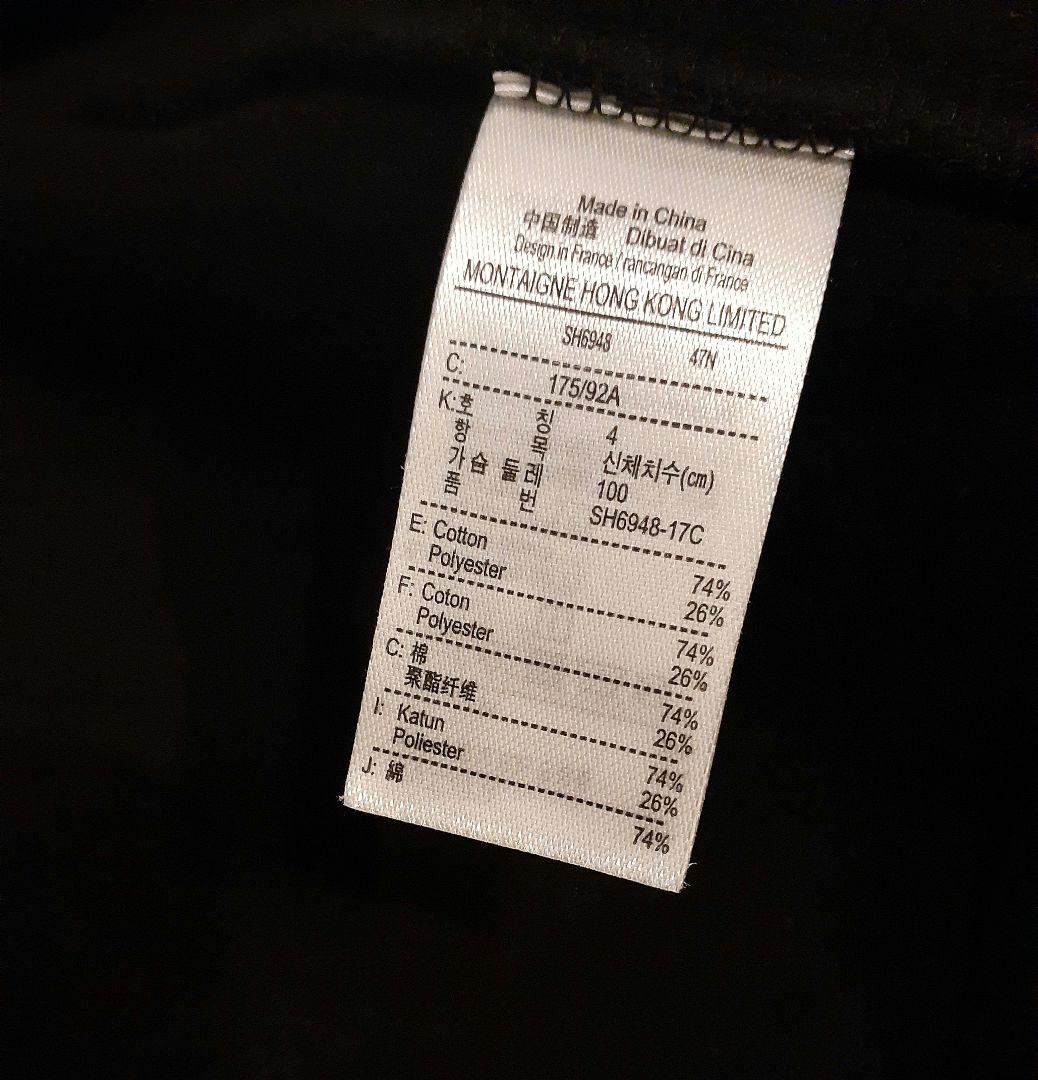 Made in China
中国制造 Dibuat di Cina
Design in France / rancangan di France
MONTAIGNE HONG KONG LIMITED
SH6948 47N
C: 175/92A
K:호 칭 4
항 목 신체치수(㎝)
가슴 둘레 100
품 번 SH6948-17C
E: Cotton 74%
Polyester 26%
F: Coton 74%
Polyester 26%
C: 棉 74%
聚酯纤维 26%
I: Katun 74%
Poliester 26%
J: 綿 74%